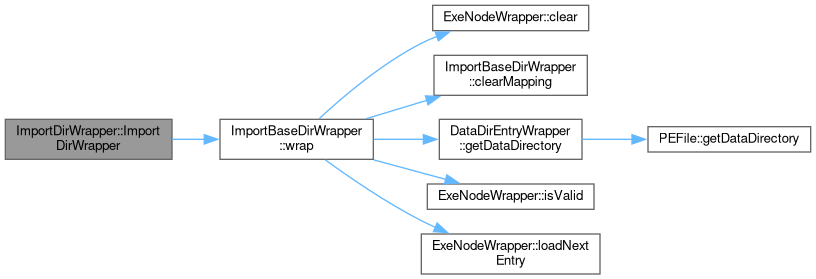 ExeNodeWrapper::clear
ImportBaseDirWrapper
::clearMapping
ImportDirWrapper::Import
DirWrapper
ImportBaseDirWrapper
::wrap
DataDirEntryWrapper
::getDataDirectory
PEFile::getDataDirectory
ExeNodeWrapper::isValid
ExeNodeWrapper::loadNext
Entry